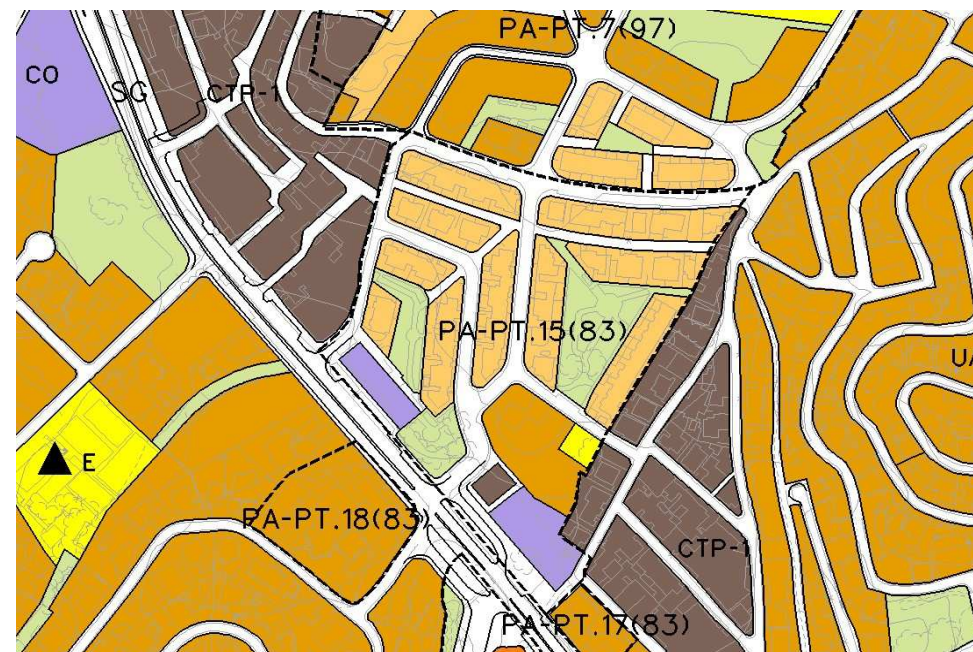 PA-PT.7(97)
CO
SG
CTP-1
PA-PT.15(83)
E
PA-PT.18(83)
CTP-1
PA-PT.17(83)